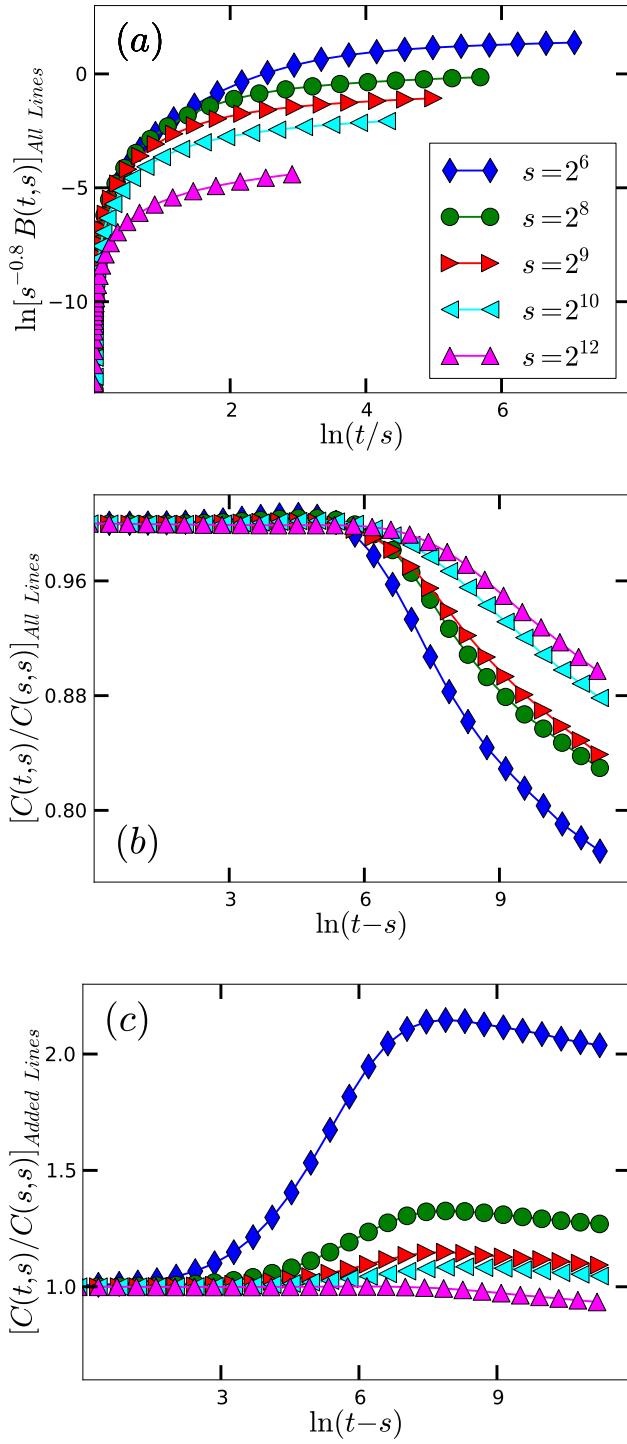 (a)
ln[s^{-0.8} B(t,s)]_{All Lines}
0
−5
−10
s=2^6
s=2^8
s=2^9
s=2^{10}
s=2^{12}
2
4
6
ln(t/s)
[C(t,s)/C(s,s)]_{All Lines}
0.96
0.88
0.80
(b)
3
6
9
ln(t−s)
(c)
[C(t,s)/C(s,s)]_{Added Lines}
2.0
1.5
1.0
3
6
9
ln(t−s)